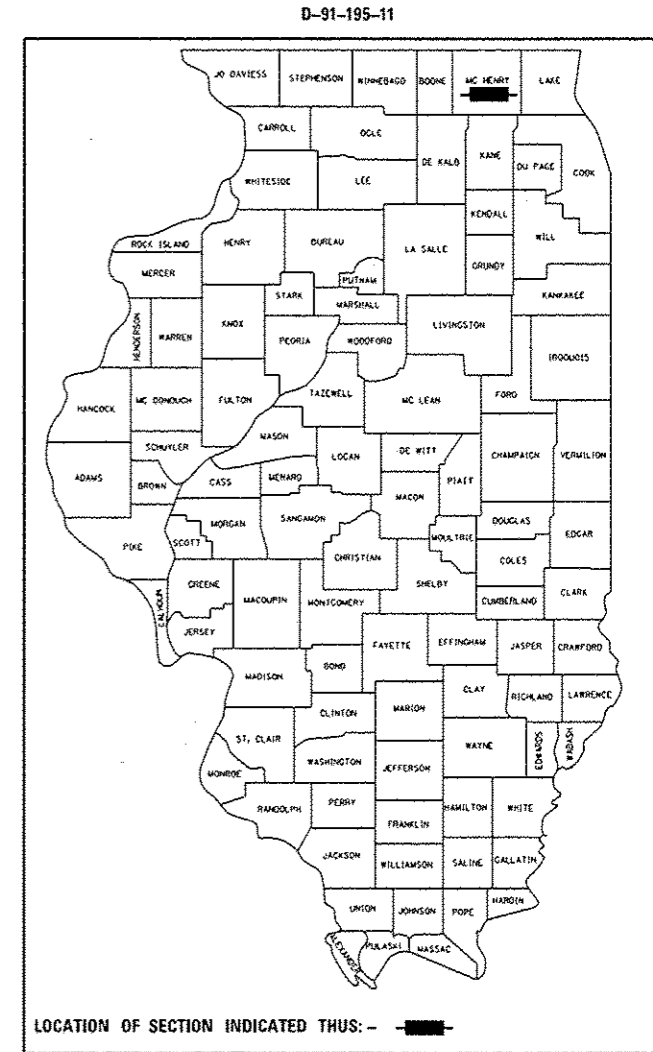 D-91-195-11
JO DAVIESS STEPHENSON WINNEBAGO BOONE MC HENRY LAKE
CARROLL OGLE
DE KALB KANE DU PAGE COOK
WHITESIDE LEE
KENDALL WILL
ROCK ISLAND HENRY BUREAU LA SALLE
MERCER PUTNAM GRUNDY
STARK MARSHALL KANKAKEE
HENDERSON WARREN KNOX PEORIA WOODFORD LIVINGSTON
IROQUOIS
HANCOCK MC DONOUGH FULTON TAZEWELL MC LEAN FORD
SCHUYLER MASON LOGAN DE WITT CHAMPAIGN VERMILION
ADAMS BROWN CASS MENARD PIATT
MACON
PIKE SCOTT MORGAN SANGAMON MOULTRIE DOUGLAS EDGAR
CHRISTIAN COLES
CALHOUN GREENE MACOUPIN MONTGOMERY SHELBY CUMBERLAND CLARK
JERSEY
FAYETTE EFFINGHAM JASPER CRAWFORD
MADISON BOND
CLAY RICHLAND LAWRENCE
CLINTON MARION
ST. CLAIR WAYNE EDWARDS WABASH
MONROE WASHINGTON JEFFERSON
RANDOLPH PERRY HAMILTON WHITE
FRANKLIN
JACKSON WILLIAMSON SALINE GALLATIN
UNION JOHNSON POPE HARDIN
ALEXANDER PULASKI MASSAC
LOCATION OF SECTION INDICATED THUS: -